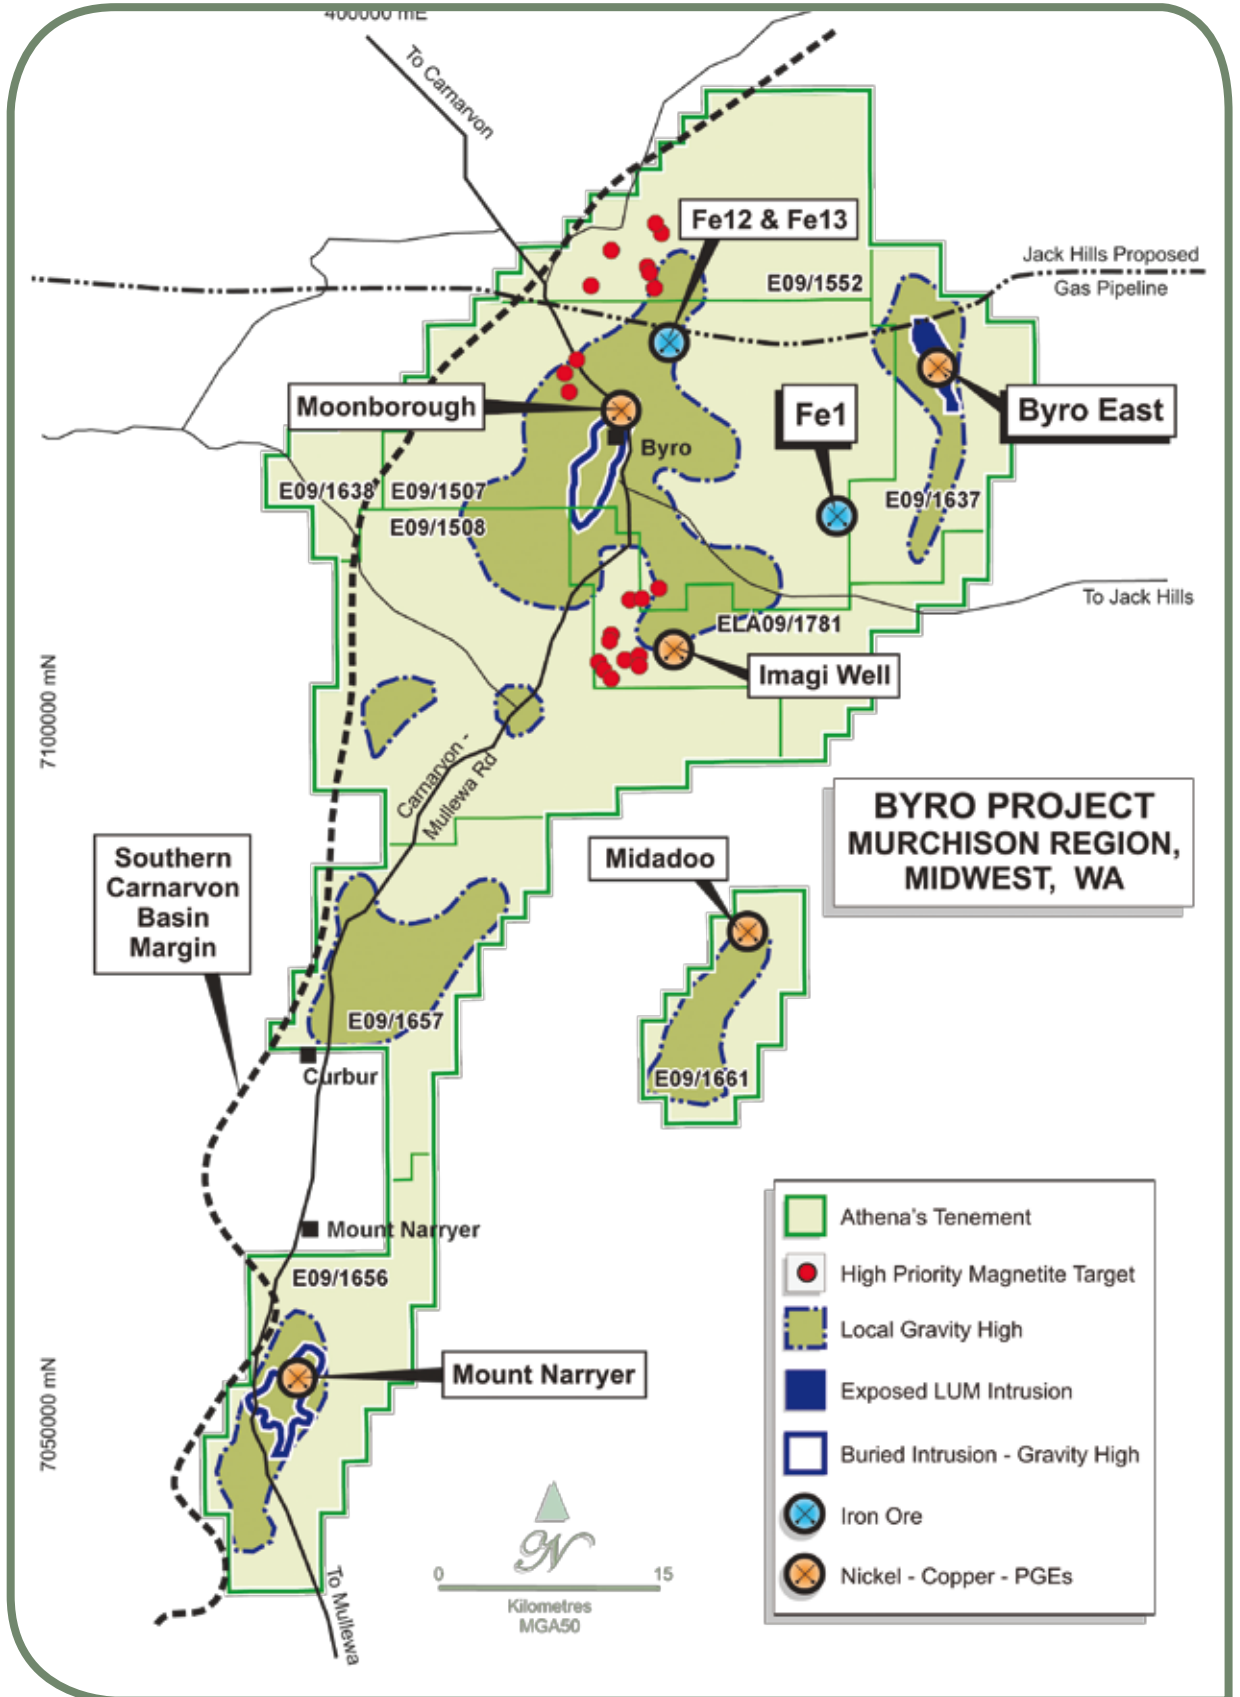 400000 mE
To Carnarvon
Fe12 & Fe13
Jack Hills Proposed
Gas Pipeline
E09/1552
Moonborough
Fe1
Byro East
Byro
E09/1638
E09/1507
E09/1637
E09/1508
To Jack Hills
ELA09/1781
Imagi Well
7100000 mN
Carnarvon -
Mullewa Rd
BYRO PROJECT
MURCHISON REGION,
MIDWEST, WA
Southern
Carnarvon
Basin
Margin
Midadoo
E09/1657
Curbur
E09/1661
Mount Narryer
E09/1656
Mount Narryer
7050000 mN
To Mullewa
N
0 15
Kilometres
MGA50
Athena's Tenement
High Priority Magnetite Target
Local Gravity High
Exposed LUM Intrusion
Buried Intrusion - Gravity High
Iron Ore
Nickel - Copper - PGEs